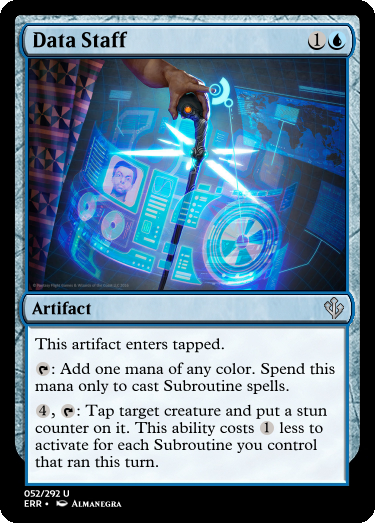 Data Staff {1}{U}
Artifact
This artifact enters tapped.
{T}: Add one mana of any color. Spend this
mana only to cast Subroutine spells.
{4}, {T}: Tap target creature and put a stun
counter on it. This ability costs {1} less to
activate for each Subroutine you control
that ran this turn.
052/292 U
ERR • Almanegra